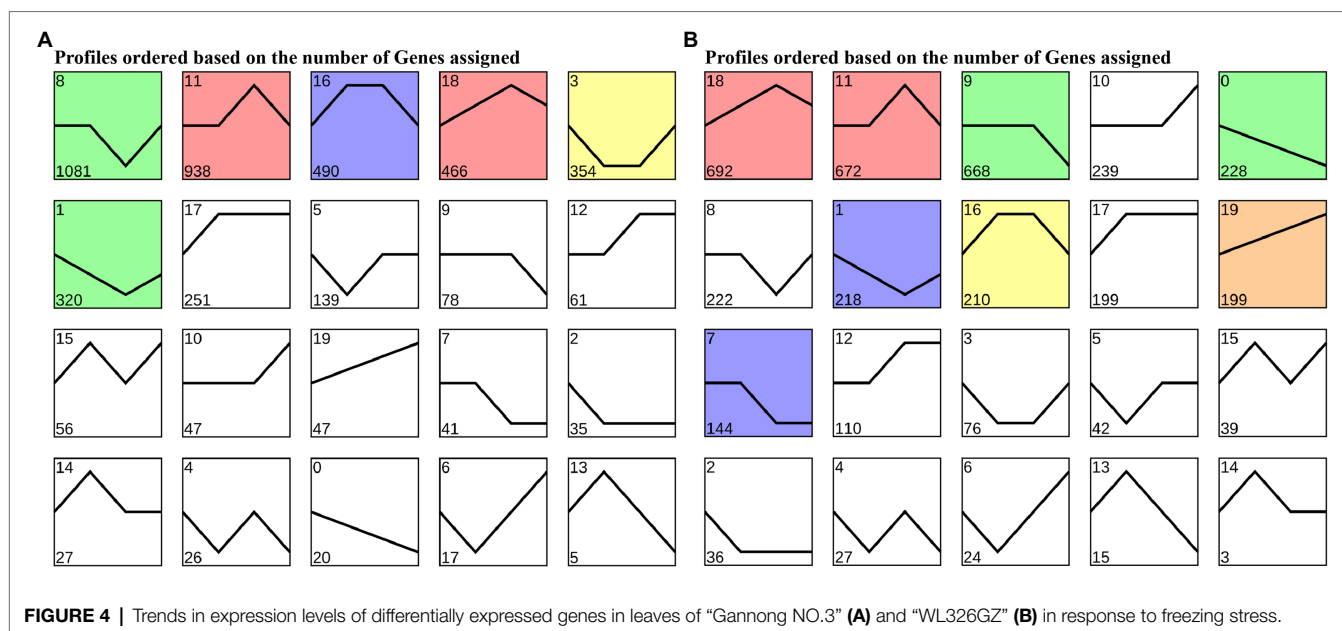 A B
Profiles ordered based on the number of Genes assigned Profiles ordered based on the number of Genes assigned
8 11 16 18 3 18 11 9 10 0
1081 938 490 466 354 692 672 668 239 228
1 17 5 9 12 8 1 16 17 19
320 251 139 78 61 222 218 210 199 199
15 10 19 7 2 7 12 3 5 15
56 47 47 41 35 144 110 76 42 39
14 4 0 6 13 2 4 6 13 14
27 26 20 17 5 36 27 24 15 3
FIGURE 4 | Trends in expression levels of differentially expressed genes in leaves of “Gannong NO.3” (A) and “WL326GZ” (B) in response to freezing stress.